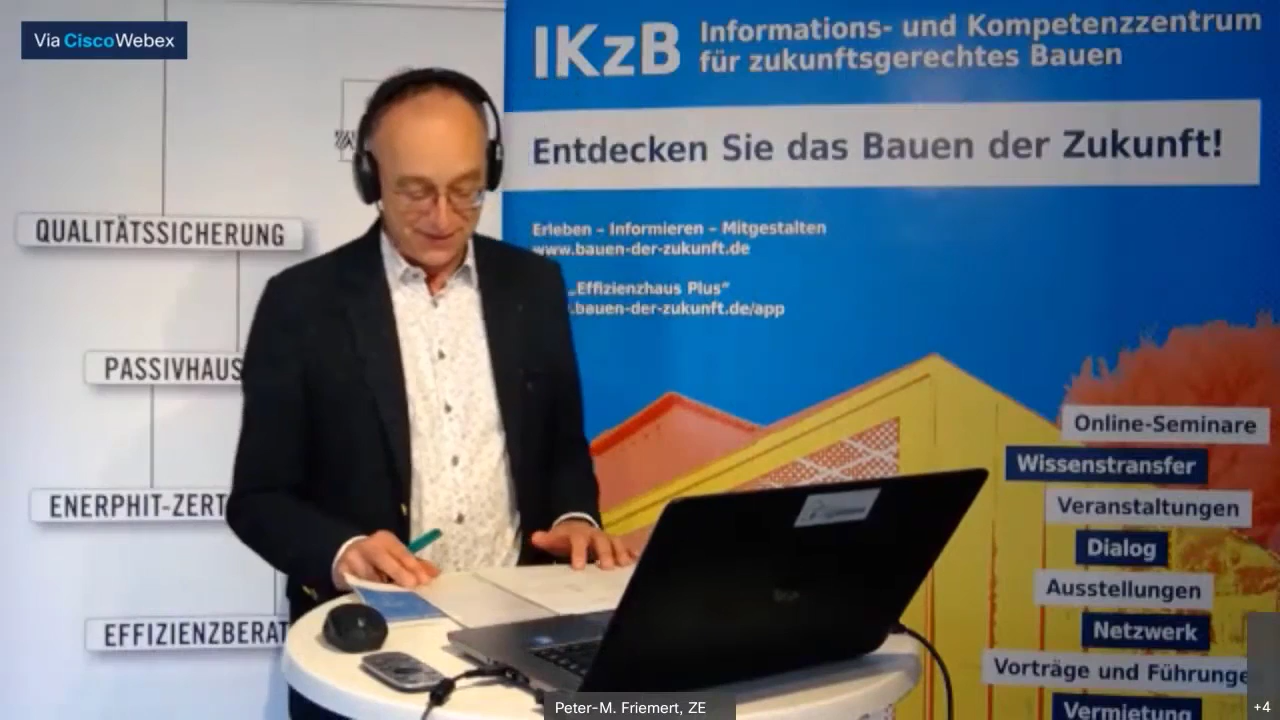 Via CiscoWebex
IKzB
Informations- und Kompetenzzentrum
für zukunftsgerechtes Bauen
Entdecken Sie das Bauen der Zukunft!
Erleben – Informieren – Mitgestalten
www.bauen-der-zukunft.de
„Effizienzhaus Plus“
.bauen-der-zukunft.de/app
QUALITÄTSSICHERUNG
PASSIVHAUS
ENERPHIT-ZERT
EFFIZIENZBERAT
Online-Seminare
Wissenstransfer
Veranstaltungen
Dialog
Ausstellungen
Netzwerk
Vorträge und Führunge
Vermietung
Peter-M. Friemert, ZE
+4